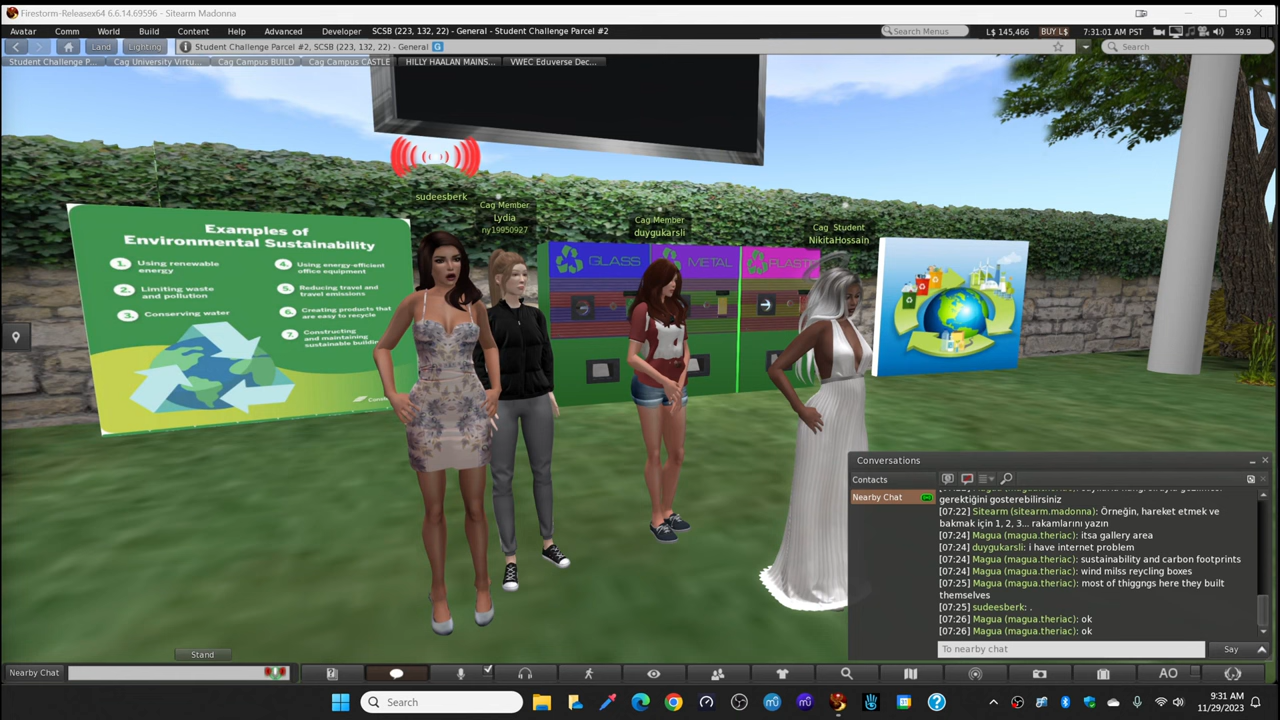 Firestorm-Releasex64 6.6.14.69596 - Sitearm Madonna
Avatar Comm World Build Content Help Advanced Developer SCSB (223, 132, 22) - General - Student Challenge Parcel #2
Search Menus L$ 145,466 BUY L$ 7:31:01 AM PST 59.9
Land Lighting Student Challenge Parcel #2, SCSB (223, 132, 22) - General G Search
Student Challenge P... Cag University Virtu... Cag Campus BUILD Cag Campus CASTLE HILLY HAALAN MAINS... VWEC Eduverse Dec...
sudeesberk
Cag Member
Lydia
ny19950927
Cag Member
duygukarsli
Cag Student
NikitaHossain
Examples of
Environmental Sustainability
1. Using renewable
energy
2. Limiting waste
and pollution
3. Conserving water
4. Using energy-efficient
office equipment
5. Reducing travel and
travel emissions
6. Creating products that
are easy to recycle
7. Constructing
and maintaining
sustainable
GLASS
METAL
PLASTI
Conversations
Contacts
Nearby Chat
gerektiğini gosterebilirsiniz
[07:22] Sitearm (sitearm.madonna): Örneğin, hareket etmek ve
bakmak için 1, 2, 3... rakamlarını yazın
[07:24] Magua (magua.theriac): itsa gallery area
[07:24] duygukarsli: i have internet problem
[07:24] Magua (magua.theriac): sustainability and carbon footprints
[07:24] Magua (magua.theriac): wind milss reycling boxes
[07:25] Magua (magua.theriac): most of thiggngs here they built
themselves
[07:25] sudeesberk: .
[07:26] Magua (magua.theriac): ok
[07:26] Magua (magua.theriac): ok
To nearby chat Say
Stand
Nearby Chat
AO
Search
9:31 AM
11/29/2023